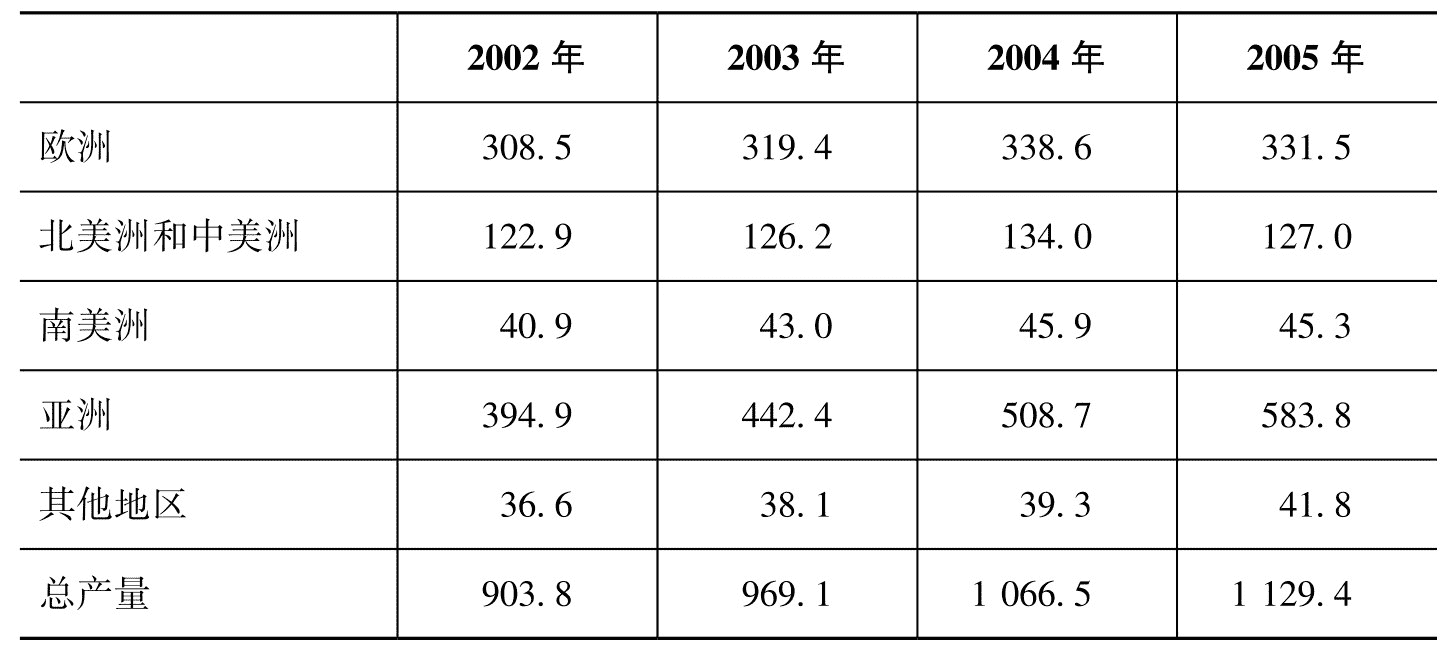 2002 年 2003 年 2004 年 2005 年
欧洲 308. 5 319. 4 338. 6 331. 5
北美洲和中美洲 122. 9 126. 2 134. 0 127. 0
南美洲 40. 9 43. 0 45. 9 45. 3
亚洲 394. 9 442. 4 508. 7 583. 8
其他地区 36. 6 38. 1 39. 3 41. 8
总产量 903. 8 969. 1 1 066. 5 1 129. 4